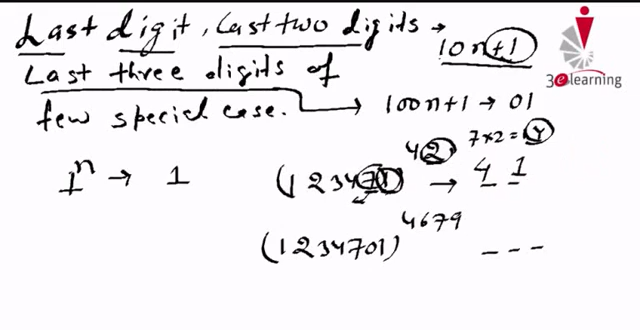 Last digit, Last two digits → 10n+1
Last three digits of
few special case. → 100n+1 → 01
3elearning
1ⁿ → 1
7×2=14
(1234701)⁴² → 4 1
(1234701)⁴⁶⁷⁹ _ _ _